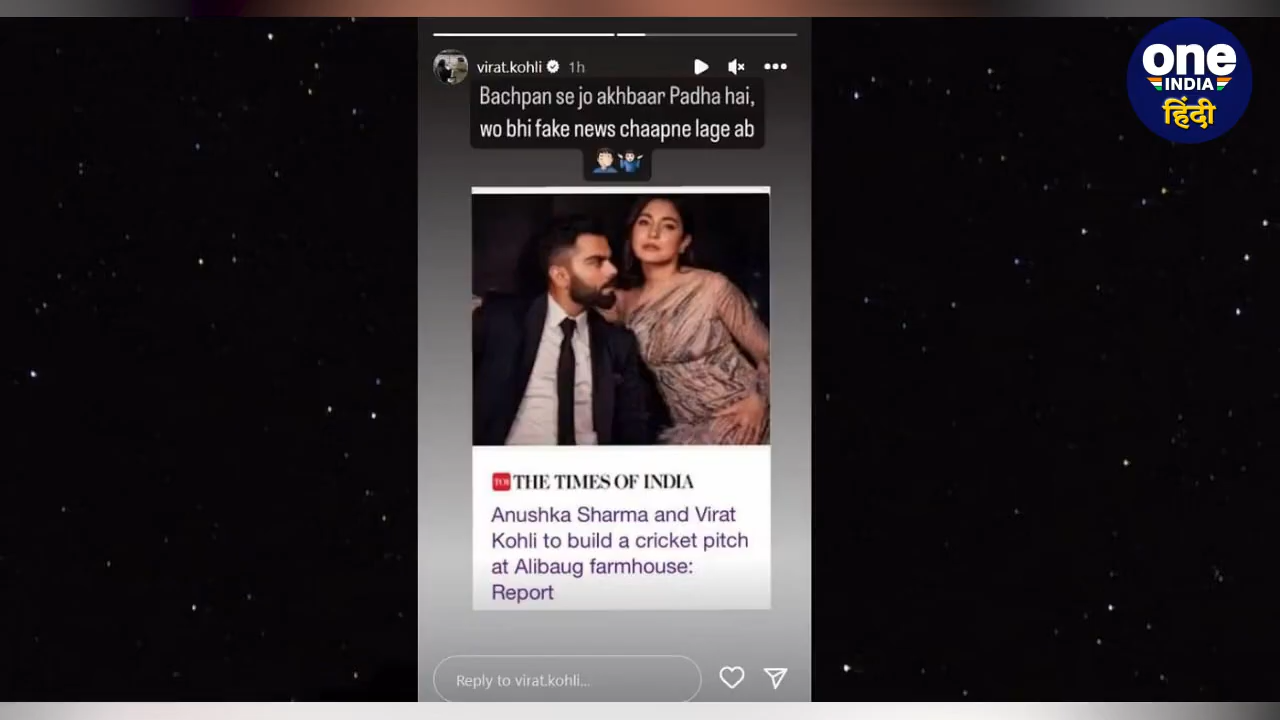 virat.kohli 1h
Bachpan se jo akhbaar Padha hai,
wo bhi fake news chaapne lage ab
🤦🏻‍♂️🤷🏻‍♂️
TOI THE TIMES OF INDIA
Anushka Sharma and Virat
Kohli to build a cricket pitch
at Alibaug farmhouse:
Report
Reply to virat.kohli...
one
INDIA
हिंदी